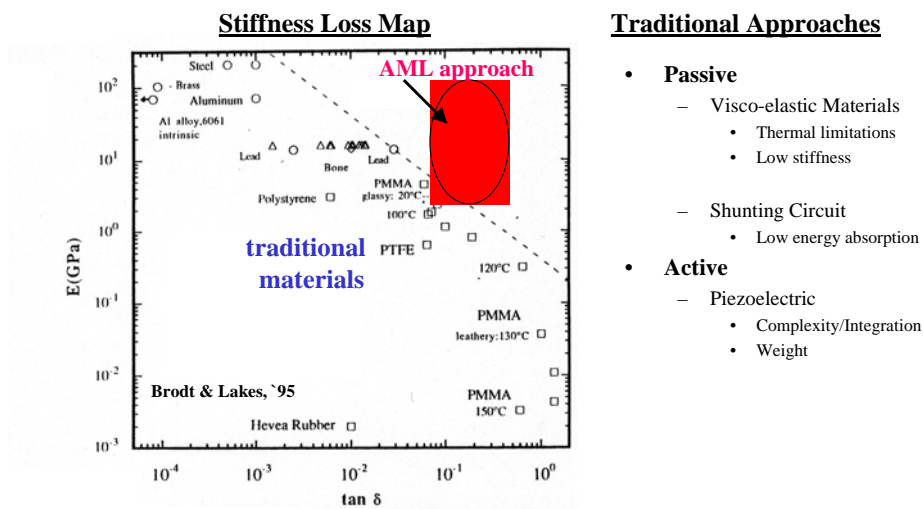 Stiffness Loss Map
AML approach
10²
10¹
10⁰
10⁻¹
10⁻²
10⁻³
E(GPa)
Steel
Brass
Aluminum
Al alloy,6061
intrinsic
Lead
Bone
Lead
Polystyrene
PMMA
glassy: 20°C
100°C
PTFE
traditional
materials
120°C
PMMA
leathery:130°C
PMMA
150°C
Brodt & Lakes, `95
Hevea Rubber
10⁻⁴ 10⁻³ 10⁻² 10⁻¹ 10⁰
tan δ
Traditional Approaches
• Passive
– Visco-elastic Materials
• Thermal limitations
• Low stiffness
– Shunting Circuit
• Low energy absorption
• Active
– Piezoelectric
• Complexity/Integration
• Weight